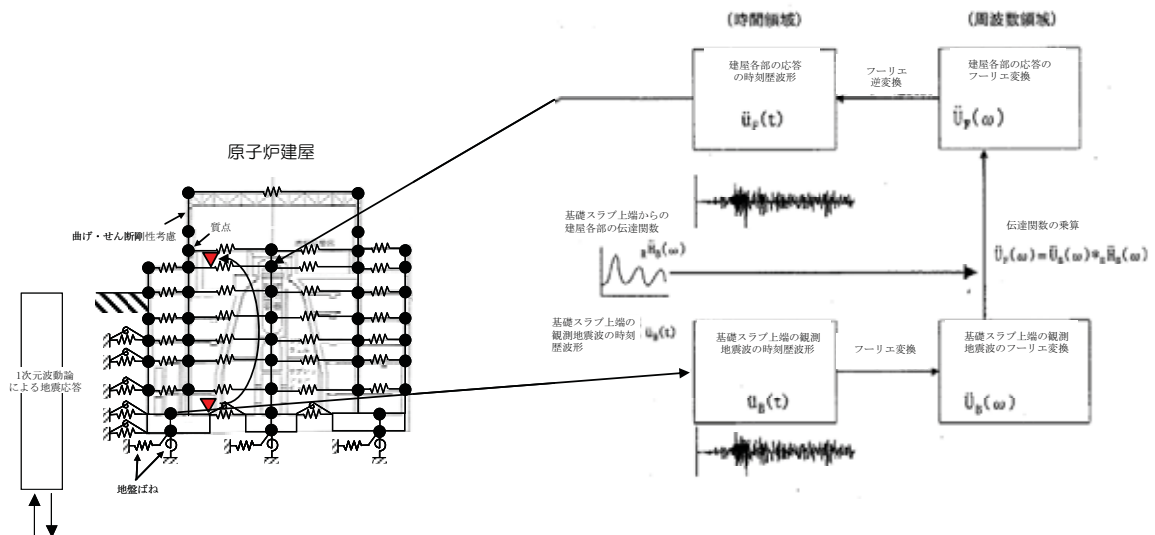 (時間領域)
(周波数領域)
建屋各部の応答
の時刻歴波形
ü_F(t)
フーリエ
逆変換
建屋各部の応答の
フーリエ変換
Ü_F(ω)
原子炉建屋
曲げ・せん断剛性考慮
質点
基礎スラブ上端からの
建屋各部の伝達関数
伝達関数の乗算
基礎スラブ上端の
観測地震波の時刻
歴波形
ü_B(t)
基礎スラブ上端の観測
地震波の時刻歴波形
ü_B(t)
フーリエ変換
基礎スラブ上端の観測
地震波のフーリエ変換
Ü_B(ω)
1次元波動論
による地震応答
地盤ばね